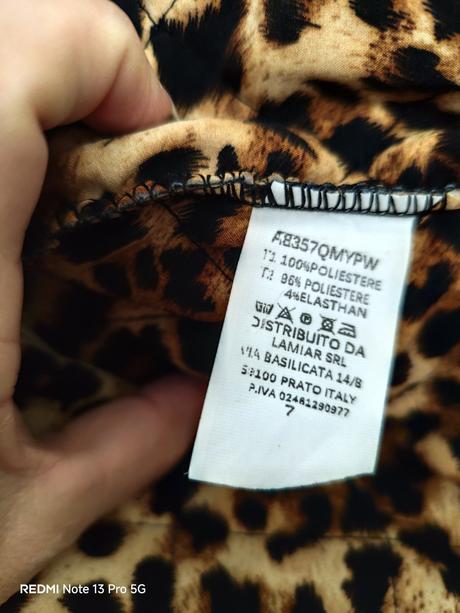 A8357QMYPW
T1 100%POLIESTERE
T2 96% POLIESTERE
4%ELASTHAN
DISTRIBUITO DA
LAMIAR SRL
VIA BASILICATA 14/B
59100 PRATO ITALY
P.IVA 02461290977
7
REDMI Note 13 Pro 5G